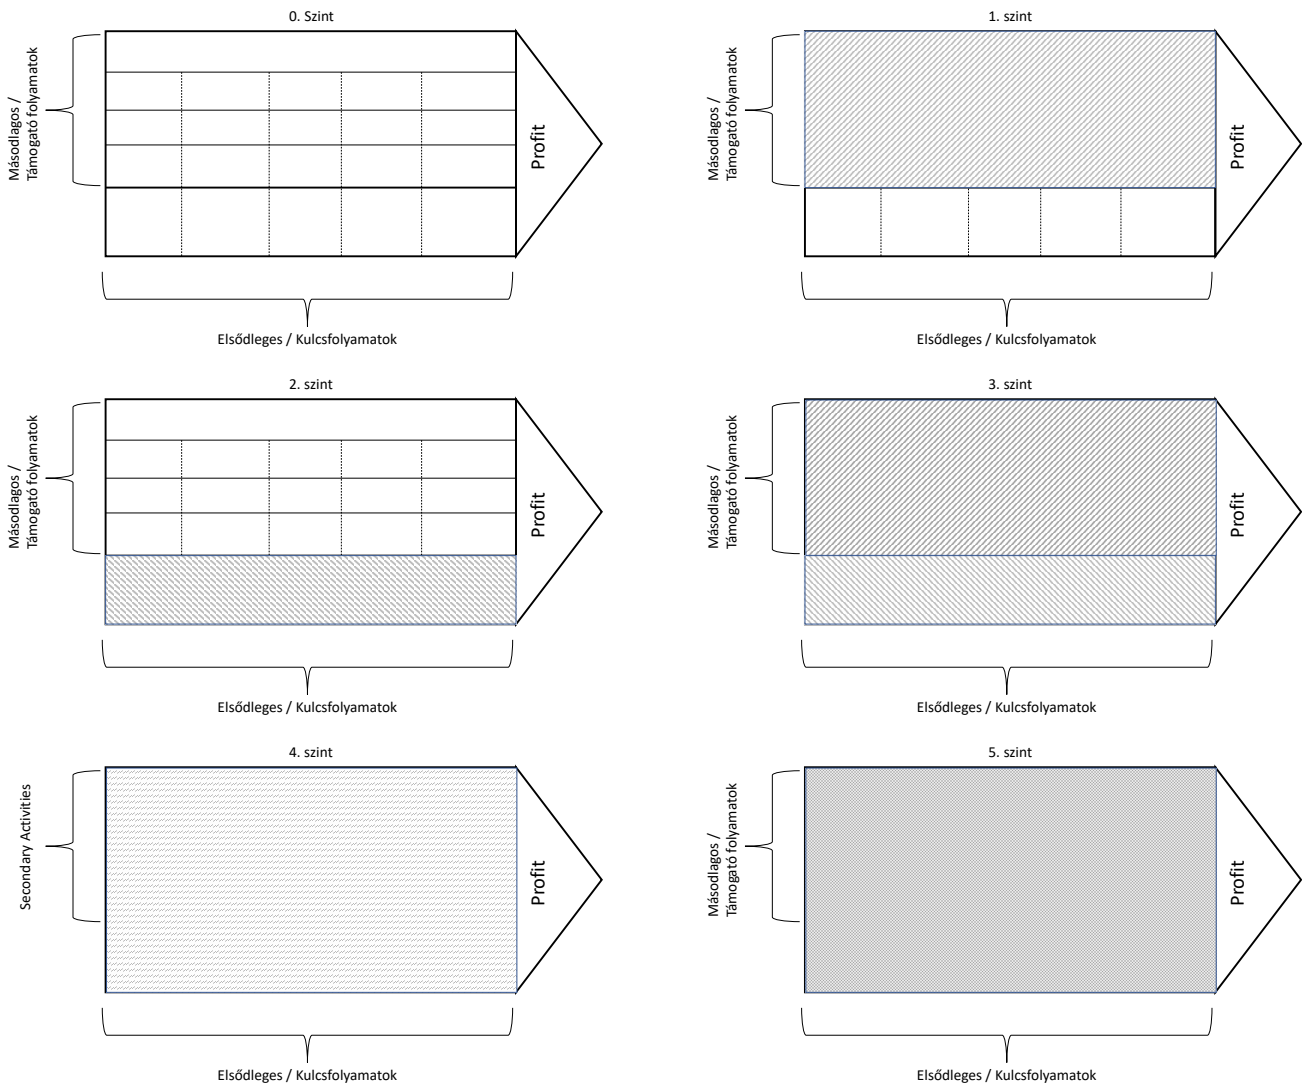 0. Szint
Másodlagos /
Támogató folyamatok
Profit
Elsődleges / Kulcsfolyamatok
1. szint
Másodlagos /
Támogató folyamatok
Profit
Elsődleges / Kulcsfolyamatok
2. szint
Másodlagos /
Támogató folyamatok
Profit
Elsődleges / Kulcsfolyamatok
3. szint
Másodlagos /
Támogató folyamatok
Profit
Elsődleges / Kulcsfolyamatok
4. szint
Secondary Activities
Profit
Elsődleges / Kulcsfolyamatok
5. szint
Másodlagos /
Támogató folyamatok
Profit
Elsődleges / Kulcsfolyamatok